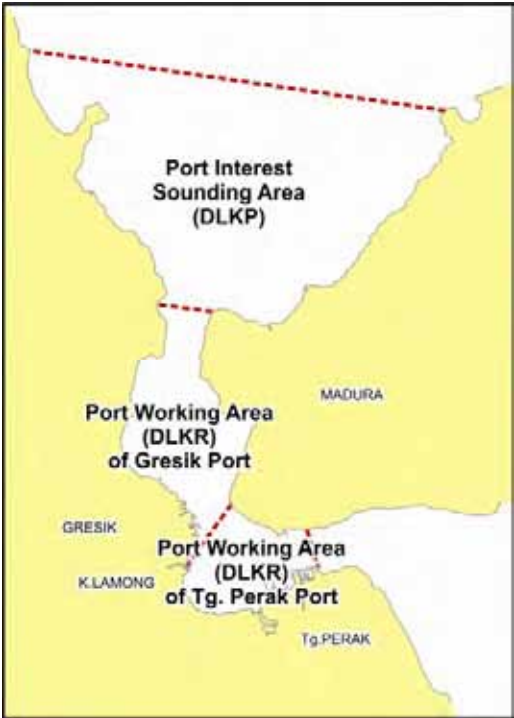 Port Interest
Sounding Area
(DLKP)
MADURA
Port Working Area
(DLKR)
of Gresik Port
GRESIK
Port Working Area
(DLKR)
of Tg. Perak Port
K.LAMONG
Tg.PERAK